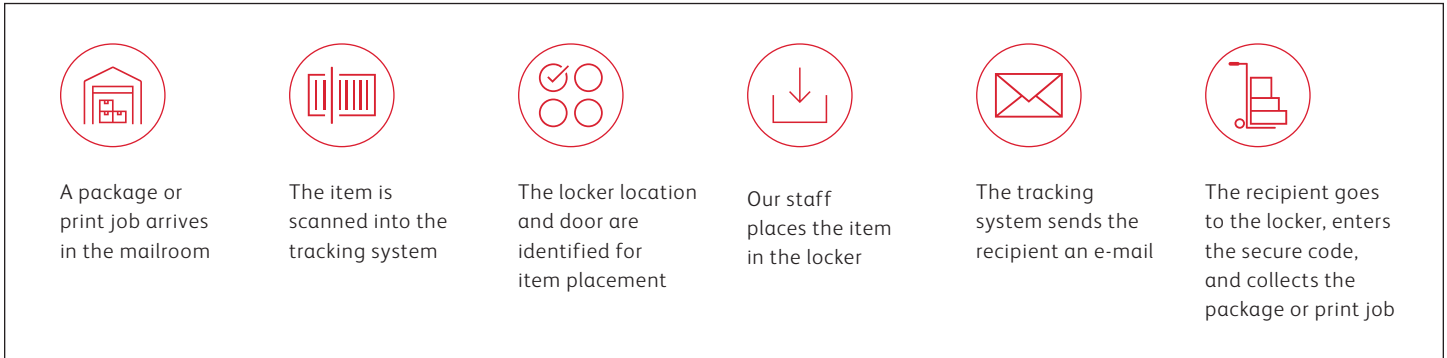 A package or
print job arrives
in the mailroom
The item is
scanned into the
tracking system
The locker location
and door are
identified for
item placement
Our staff
places the item
in the locker
The tracking
system sends the
recipient an e-mail
The recipient goes
to the locker, enters
the secure code,
and collects the
package or print job